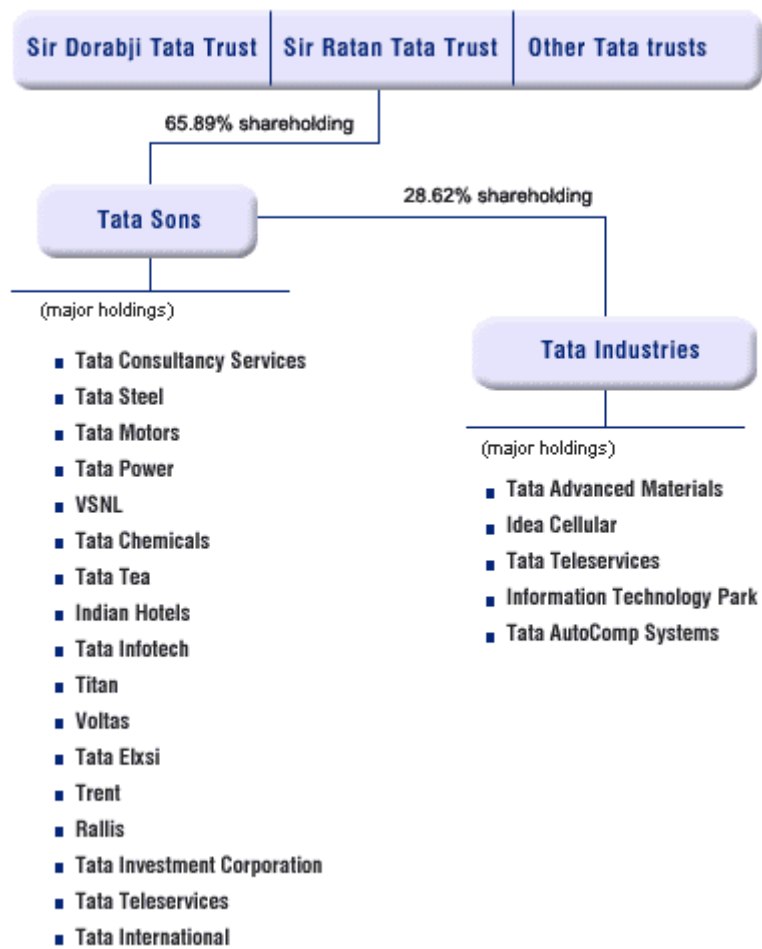 Sir Dorabji Tata Trust
Sir Ratan Tata Trust
Other Tata trusts
65.89% shareholding
28.62% shareholding
Tata Sons
(major holdings)
Tata Consultancy Services
Tata Steel
Tata Motors
Tata Power
VSNL
Tata Chemicals
Tata Tea
Indian Hotels
Tata Infotech
Titan
Voltas
Tata Elxsi
Trent
Rallis
Tata Investment Corporation
Tata Teleservices
Tata International
Tata Industries
(major holdings)
Tata Advanced Materials
Idea Cellular
Tata Teleservices
Information Technology Park
Tata AutoComp Systems